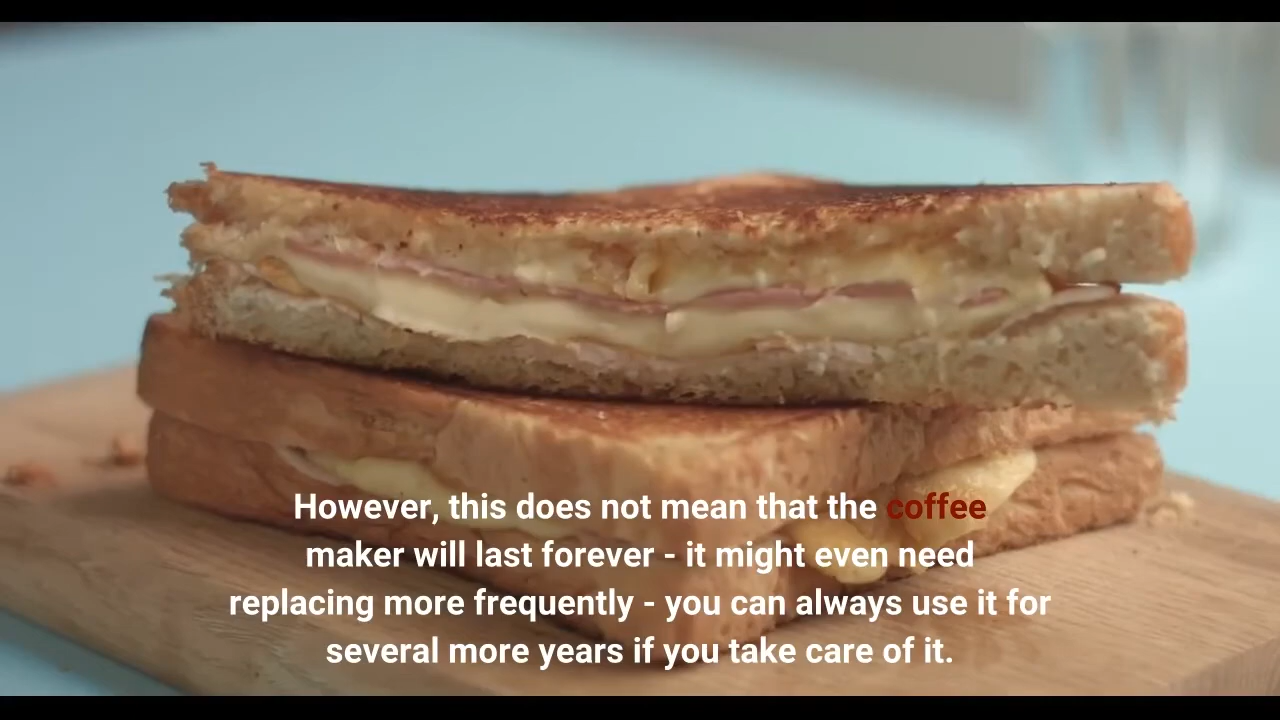 However, this does not mean that the coffee
maker will last forever - it might even need
replacing more frequently - you can always use it for
several more years if you take care of it.